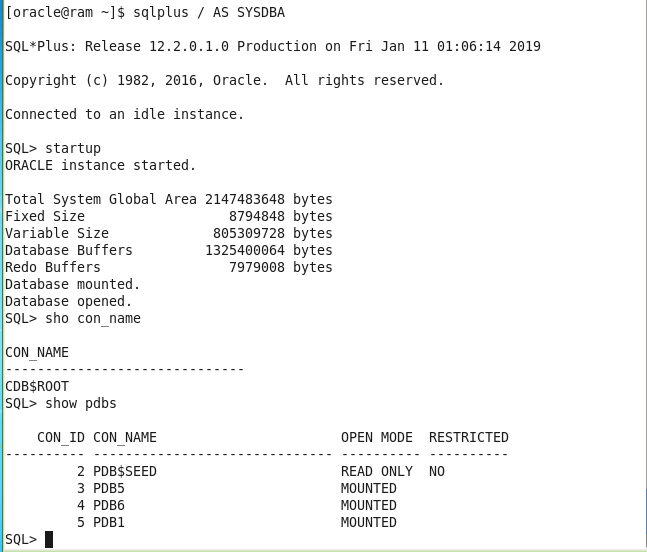 [oracle@ram ~]$ sqlplus / AS SYSDBA
SQL*Plus: Release 12.2.0.1.0 Production on Fri Jan 11 01:06:14 2019
Copyright (c) 1982, 2016, Oracle.  All rights reserved.
Connected to an idle instance.
SQL> startup
ORACLE instance started.
Total System Global Area 2147483648 bytes
Fixed Size                  8794848 bytes
Variable Size             805309728 bytes
Database Buffers         1325400064 bytes
Redo Buffers                7979008 bytes
Database mounted.
Database opened.
SQL> sho con_name
CON_NAME
------------------------------
CDB$ROOT
SQL> show pdbs
    CON_ID CON_NAME                       OPEN MODE  RESTRICTED
---------- ------------------------------ ---------- ----------
         2 PDB$SEED                       READ ONLY  NO
         3 PDB5                           MOUNTED
         4 PDB6                           MOUNTED
         5 PDB1                           MOUNTED
SQL>